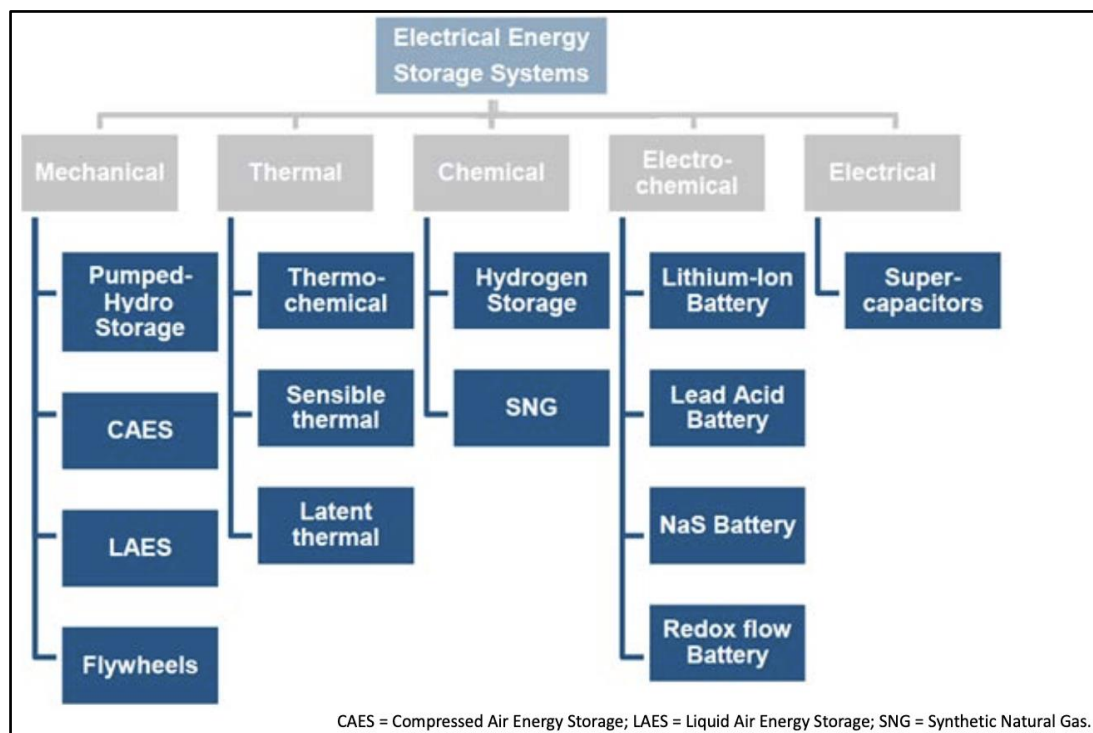 Electrical Energy
Storage Systems
Mechanical
Thermal
Chemical
Electro-
chemical
Electrical
Pumped-
Hydro
Storage
CAES
LAES
Flywheels
Thermo-
chemical
Sensible
thermal
Latent
thermal
Hydrogen
Storage
SNG
Lithium-Ion
Battery
Lead Acid
Battery
NaS Battery
Redox flow
Battery
Super-
capacitors
CAES = Compressed Air Energy Storage; LAES = Liquid Air Energy Storage; SNG = Synthetic Natural Gas.